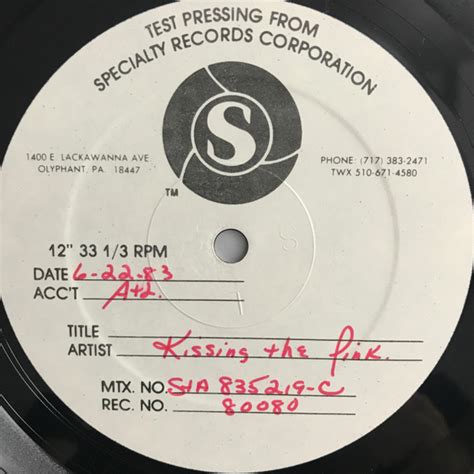 TEST PRESSING FROM
SPECIALTY RECORDS CORPORATION
S
1400 E. LACKAWANNA AVE.
OLYPHANT, PA. 18447
PHONE: (717) 383-2471
TWX 510-671-4580
TM
12" 33 1/3 RPM
DATE 6-22-83
ACC'T Atl.
TITLE
ARTIST Kissing the Pink.
MTX. NO. StA 835219-C
REC. NO. 80080